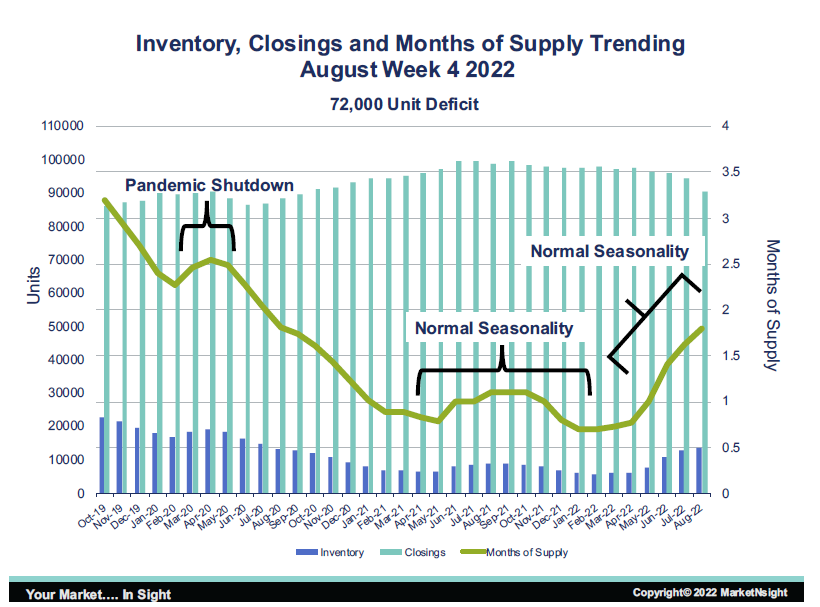 Inventory, Closings and Months of Supply Trending
August Week 4 2022
72,000 Unit Deficit
110000
100000
90000
80000
70000
60000
50000
40000
30000
20000
10000
0
Units
4
3.5
3
2.5
2
1.5
1
0.5
0
Months of Supply
Pandemic Shutdown
Normal Seasonality
Normal Seasonality
Oct-19
Nov-19
Dec-19
Jan-20
Feb-20
Mar-20
Apr-20
May-20
Jun-20
Jul-20
Aug-20
Sep-20
Oct-20
Nov-20
Dec-20
Jan-21
Feb-21
Mar-21
Apr-21
May-21
Jun-21
Jul-21
Aug-21
Sep-21
Oct-21
Nov-21
Dec-21
Jan-22
Feb-22
Mar-22
Apr-22
May-22
Jun-22
Jul-22
Aug-22
Inventory
Closings
Months of Supply
Your Market.... In Sight
Copyright© 2022 MarketNsight